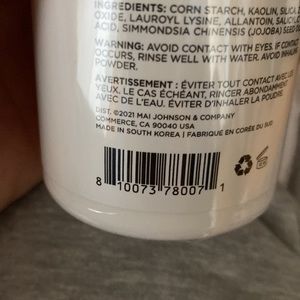 INGREDIENTS: CORN STARCH, KAOLIN, SILICA,
OXIDE, LAUROYL LYSINE, ALLANTOIN, SALICYLIC
ACID, SIMMONDSIA CHINENSIS (JOJOBA) SEED
WARNING: AVOID CONTACT WITH EYES. IF CONTACT
OCCURS, RINSE WELL WITH WATER. AVOID INHALING
POWDER.
AVERTISSEMENT : ÉVITER TOUT CONTACT AVEC LES
YEUX. LE CAS ÉCHÉANT, RINCER ABONDAMMENT
AVEC DE L'EAU. ÉVITER D'INHALER LA POUDRE.
DIST. ©2021 MAI JOHNSON & COMPANY
COMMERCE, CA 90040 USA
MADE IN SOUTH KOREA | FABRIQUÉ EN CORÉE DU SUD
8 10073 78007 1